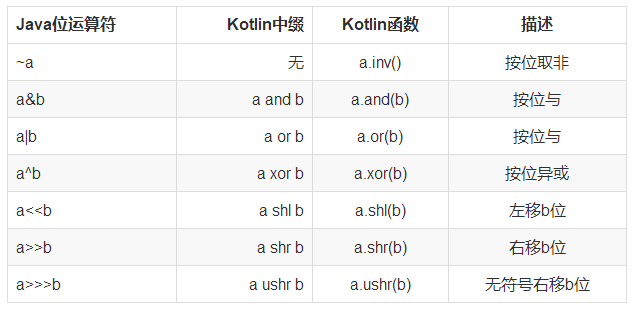 Java位运算符 Kotlin中缀 Kotlin函数 描述
~a 无 a.inv() 按位取非
a&b a and b a.and(b) 按位与
a|b a or b a.or(b) 按位与
a^b a xor b a.xor(b) 按位异或
a<<b a shl b a.shl(b) 左移b位
a>>b a shr b a.shr(b) 右移b位
a>>>b a ushr b a.ushr(b) 无符号右移b位